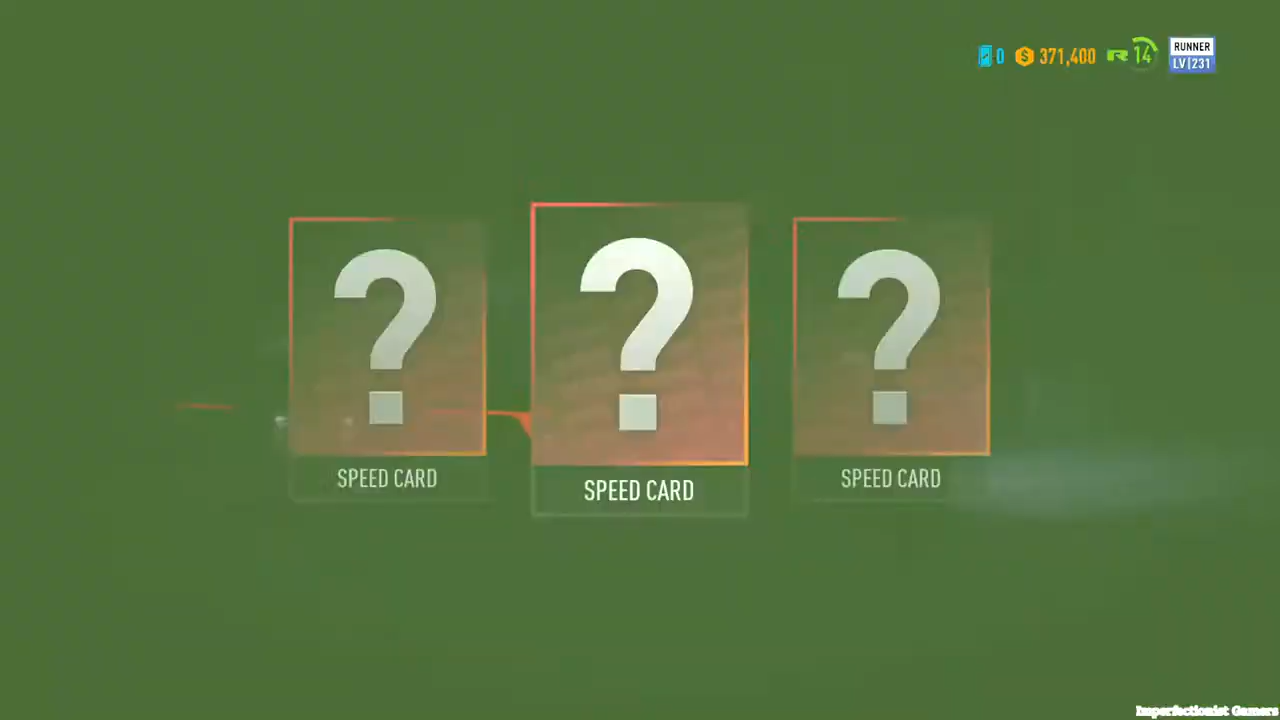 0 371,400 14 RUNNER
LV|231
? ? ?
SPEED CARD SPEED CARD SPEED CARD
Imperfectionist Gamers